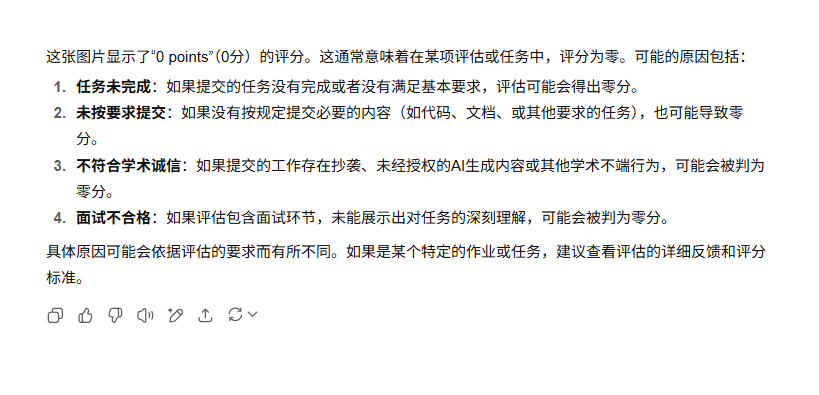 这张图片显示了“0 points”（0分）的评分。这通常意味着在某项评估或任务中，评分为零。可能的原因包括：
1. 任务未完成：如果提交的任务没有完成或者没有满足基本要求，评估可能会得出零分。
2. 未按要求提交：如果没有按规定提交必要的内容（如代码、文档、或其他要求的任务），也可能导致零
分。
3. 不符合学术诚信：如果提交的工作存在抄袭、未经授权的AI生成内容或其他学术不端行为，可能会被判为
零分。
4. 面试不合格：如果评估包含面试环节，未能展示出对任务的深刻理解，可能会被判为零分。
具体原因可能会依据评估的要求而有所不同。如果是某个特定的作业或任务，建议查看评估的详细反馈和评分
标准。